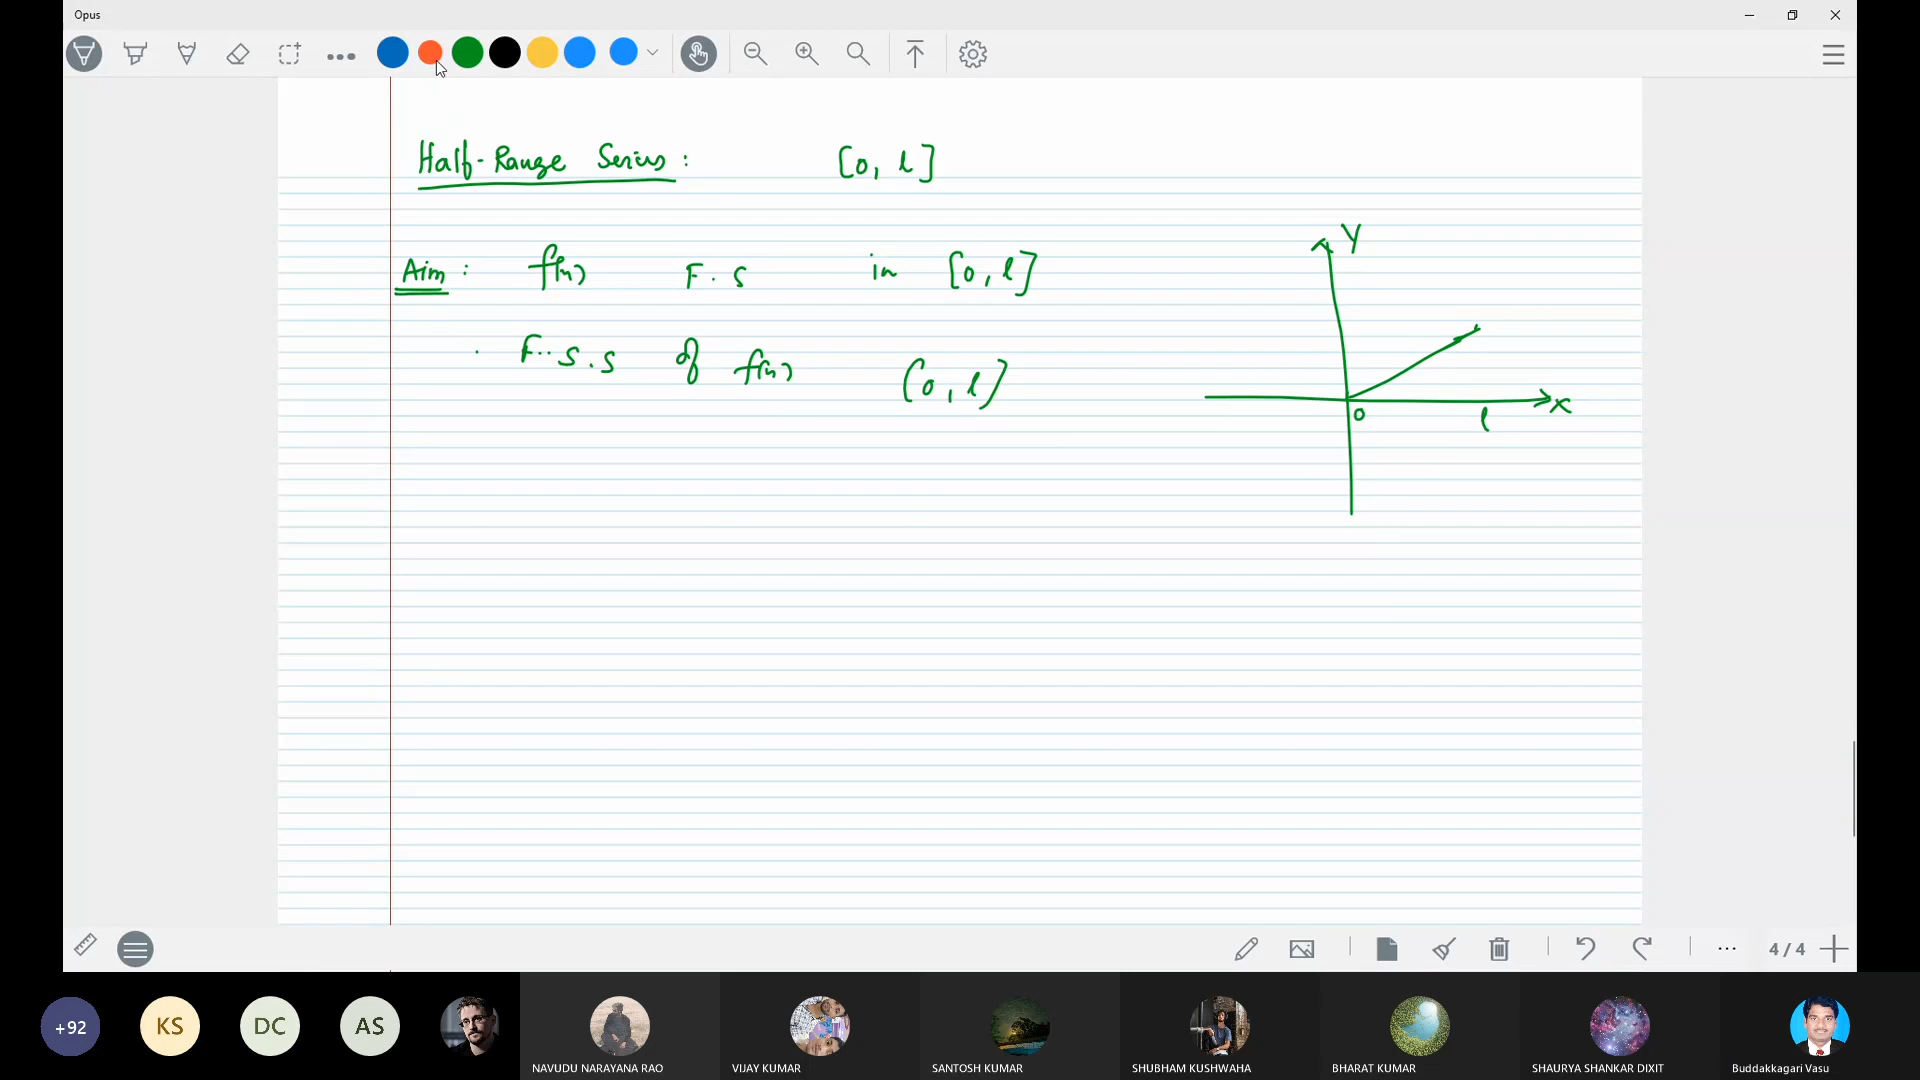 Opus
Half-Range Series : [0, l]
Aim : f(x) F.S in [0, l]
F.S.S of f(x) (0, l)
Y
0 l X
4 / 4
+92 KS DC AS
NAVUDU NARAYANA RAO VIJAY KUMAR SANTOSH KUMAR SHUBHAM KUSHWAHA BHARAT KUMAR SHAURYA SHANKAR DIXIT Buddakkagari Vasu